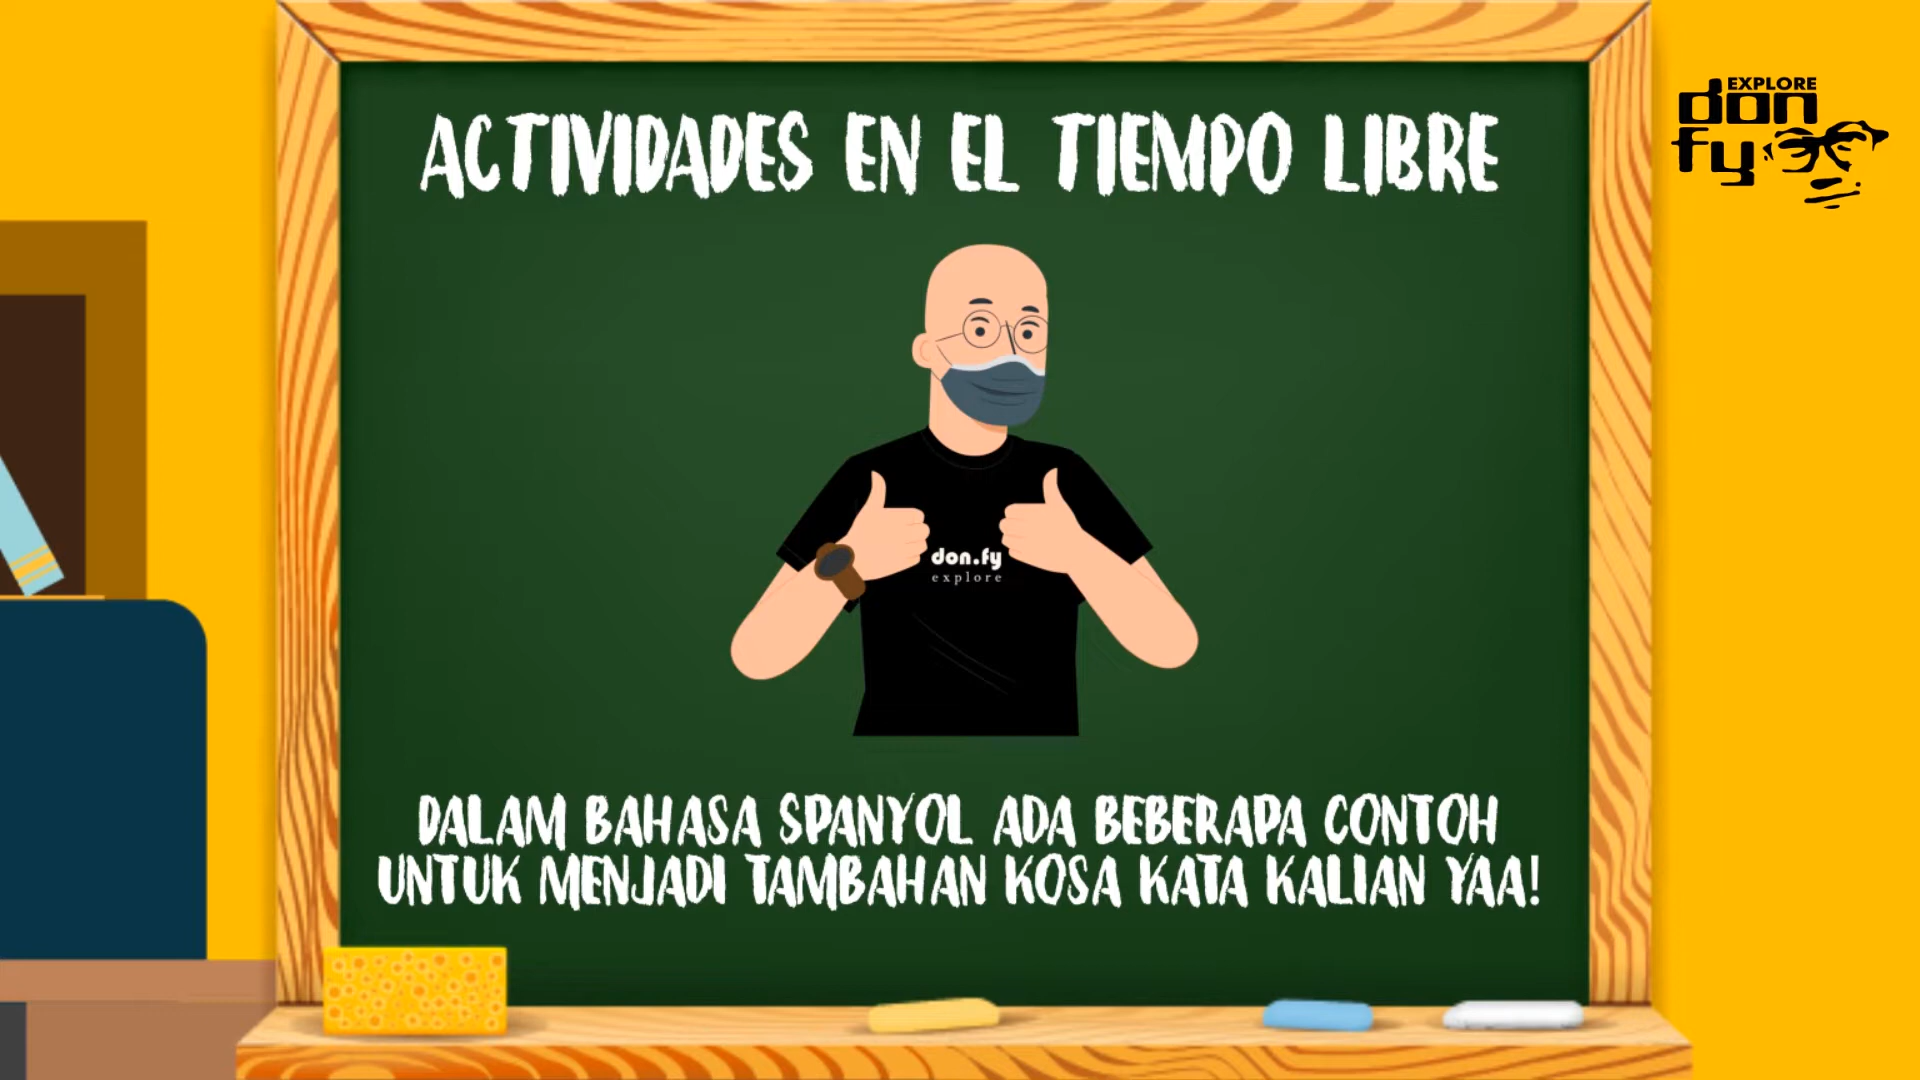 ACTIVIDADES EN EL TIEMPO LIBRE
EXPLORE
don
fy
don.fy
explore
DALAM BAHASA SPANYOL ADA BEBERAPA CONTOH
UNTUK MENJADI TAMBAHAN KOSA KATA KALIAN YAA!